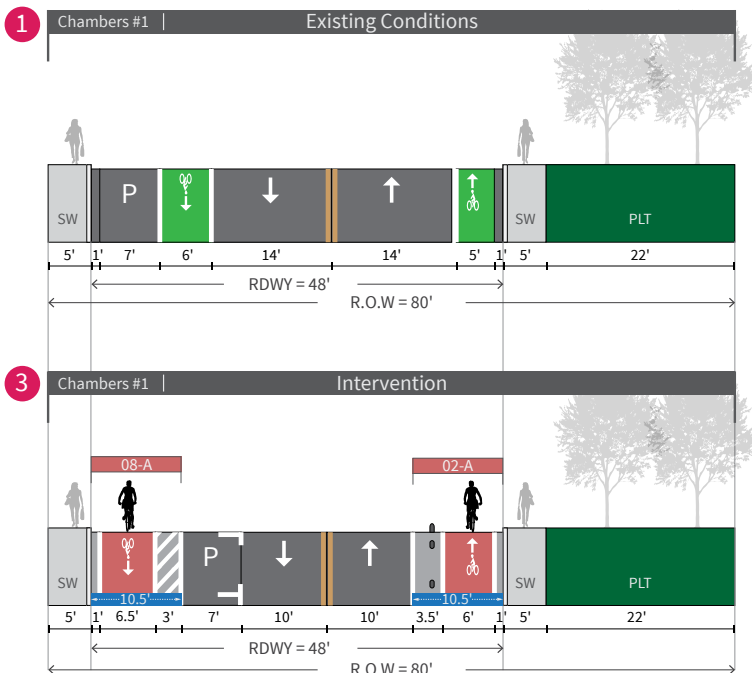 1 Chambers #1 | Existing Conditions
SW P SW PLT
5' 1' 7' 6' 14' 14' 5' 1' 5' 22'
RDWY = 48'
R.O.W = 80'
3 Chambers #1 | Intervention
08-A 02-A
SW P SW PLT
10.5' 10.5'
5' 1' 6.5' 3' 7' 10' 10' 3.5' 6' 1' 5' 22'
RDWY = 48'
R.O.W = 80'